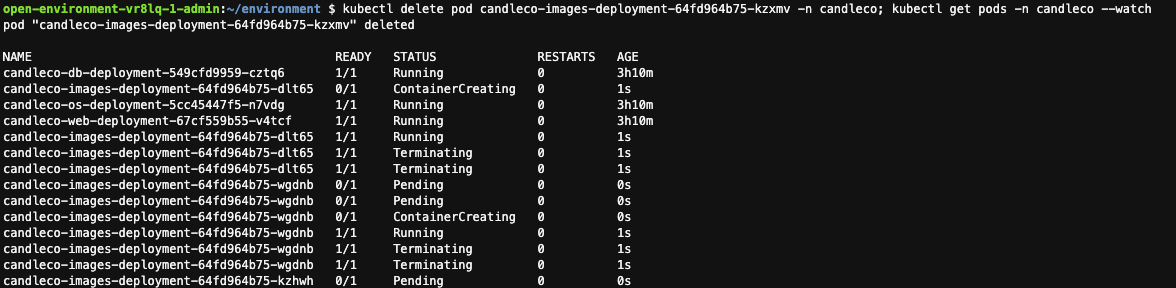 open-environment-vr8lq-1-admin:~/environment $ kubectl delete pod candleco-images-deployment-64fd964b75-kzxmv -n candleco; kubectl get pods -n candleco --watch
pod "candleco-images-deployment-64fd964b75-kzxmv" deleted
NAME READY STATUS RESTARTS AGE
candleco-db-deployment-549cfd9959-cztq6 1/1 Running 0 3h10m
candleco-images-deployment-64fd964b75-dlt65 0/1 ContainerCreating 0 1s
candleco-os-deployment-5cc45447f5-n7vdg 1/1 Running 0 3h10m
candleco-web-deployment-67cf559b55-v4tcf 1/1 Running 0 3h10m
candleco-images-deployment-64fd964b75-dlt65 1/1 Running 0 1s
candleco-images-deployment-64fd964b75-dlt65 1/1 Terminating 0 1s
candleco-images-deployment-64fd964b75-dlt65 1/1 Terminating 0 1s
candleco-images-deployment-64fd964b75-wgdnb 0/1 Pending 0 0s
candleco-images-deployment-64fd964b75-wgdnb 0/1 Pending 0 0s
candleco-images-deployment-64fd964b75-wgdnb 0/1 ContainerCreating 0 0s
candleco-images-deployment-64fd964b75-wgdnb 1/1 Running 0 1s
candleco-images-deployment-64fd964b75-wgdnb 1/1 Terminating 0 1s
candleco-images-deployment-64fd964b75-wgdnb 1/1 Terminating 0 1s
candleco-images-deployment-64fd964b75-kzhwh 0/1 Pending 0 0s